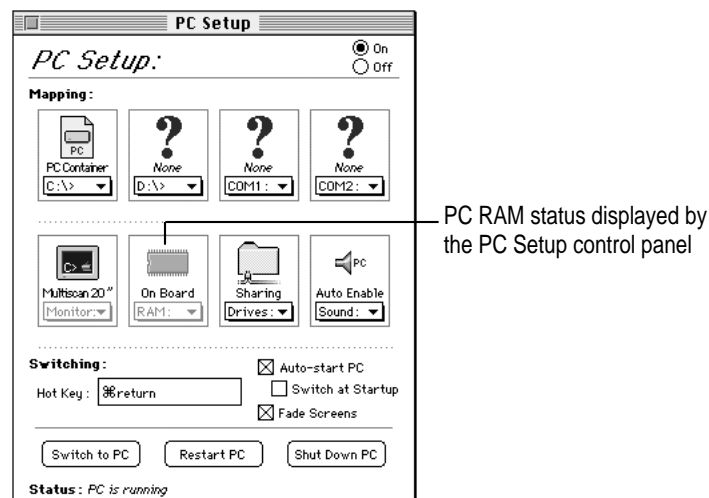 PC Setup
PC Setup:
On
Off
Mapping:
PC
PC Container
None
None
None
C:\>
D:\>
COM1:
COM2:
PC RAM status displayed by
the PC Setup control panel
C>
PC
Multiscan 20"
On Board
Sharing
Auto Enable
Monitor:
RAM:
Drives:
Sound:
Switching:
Auto-start PC
Hot Key: ⌘return
Switch at Startup
Fade Screens
Switch to PC
Restart PC
Shut Down PC
Status: PC is running